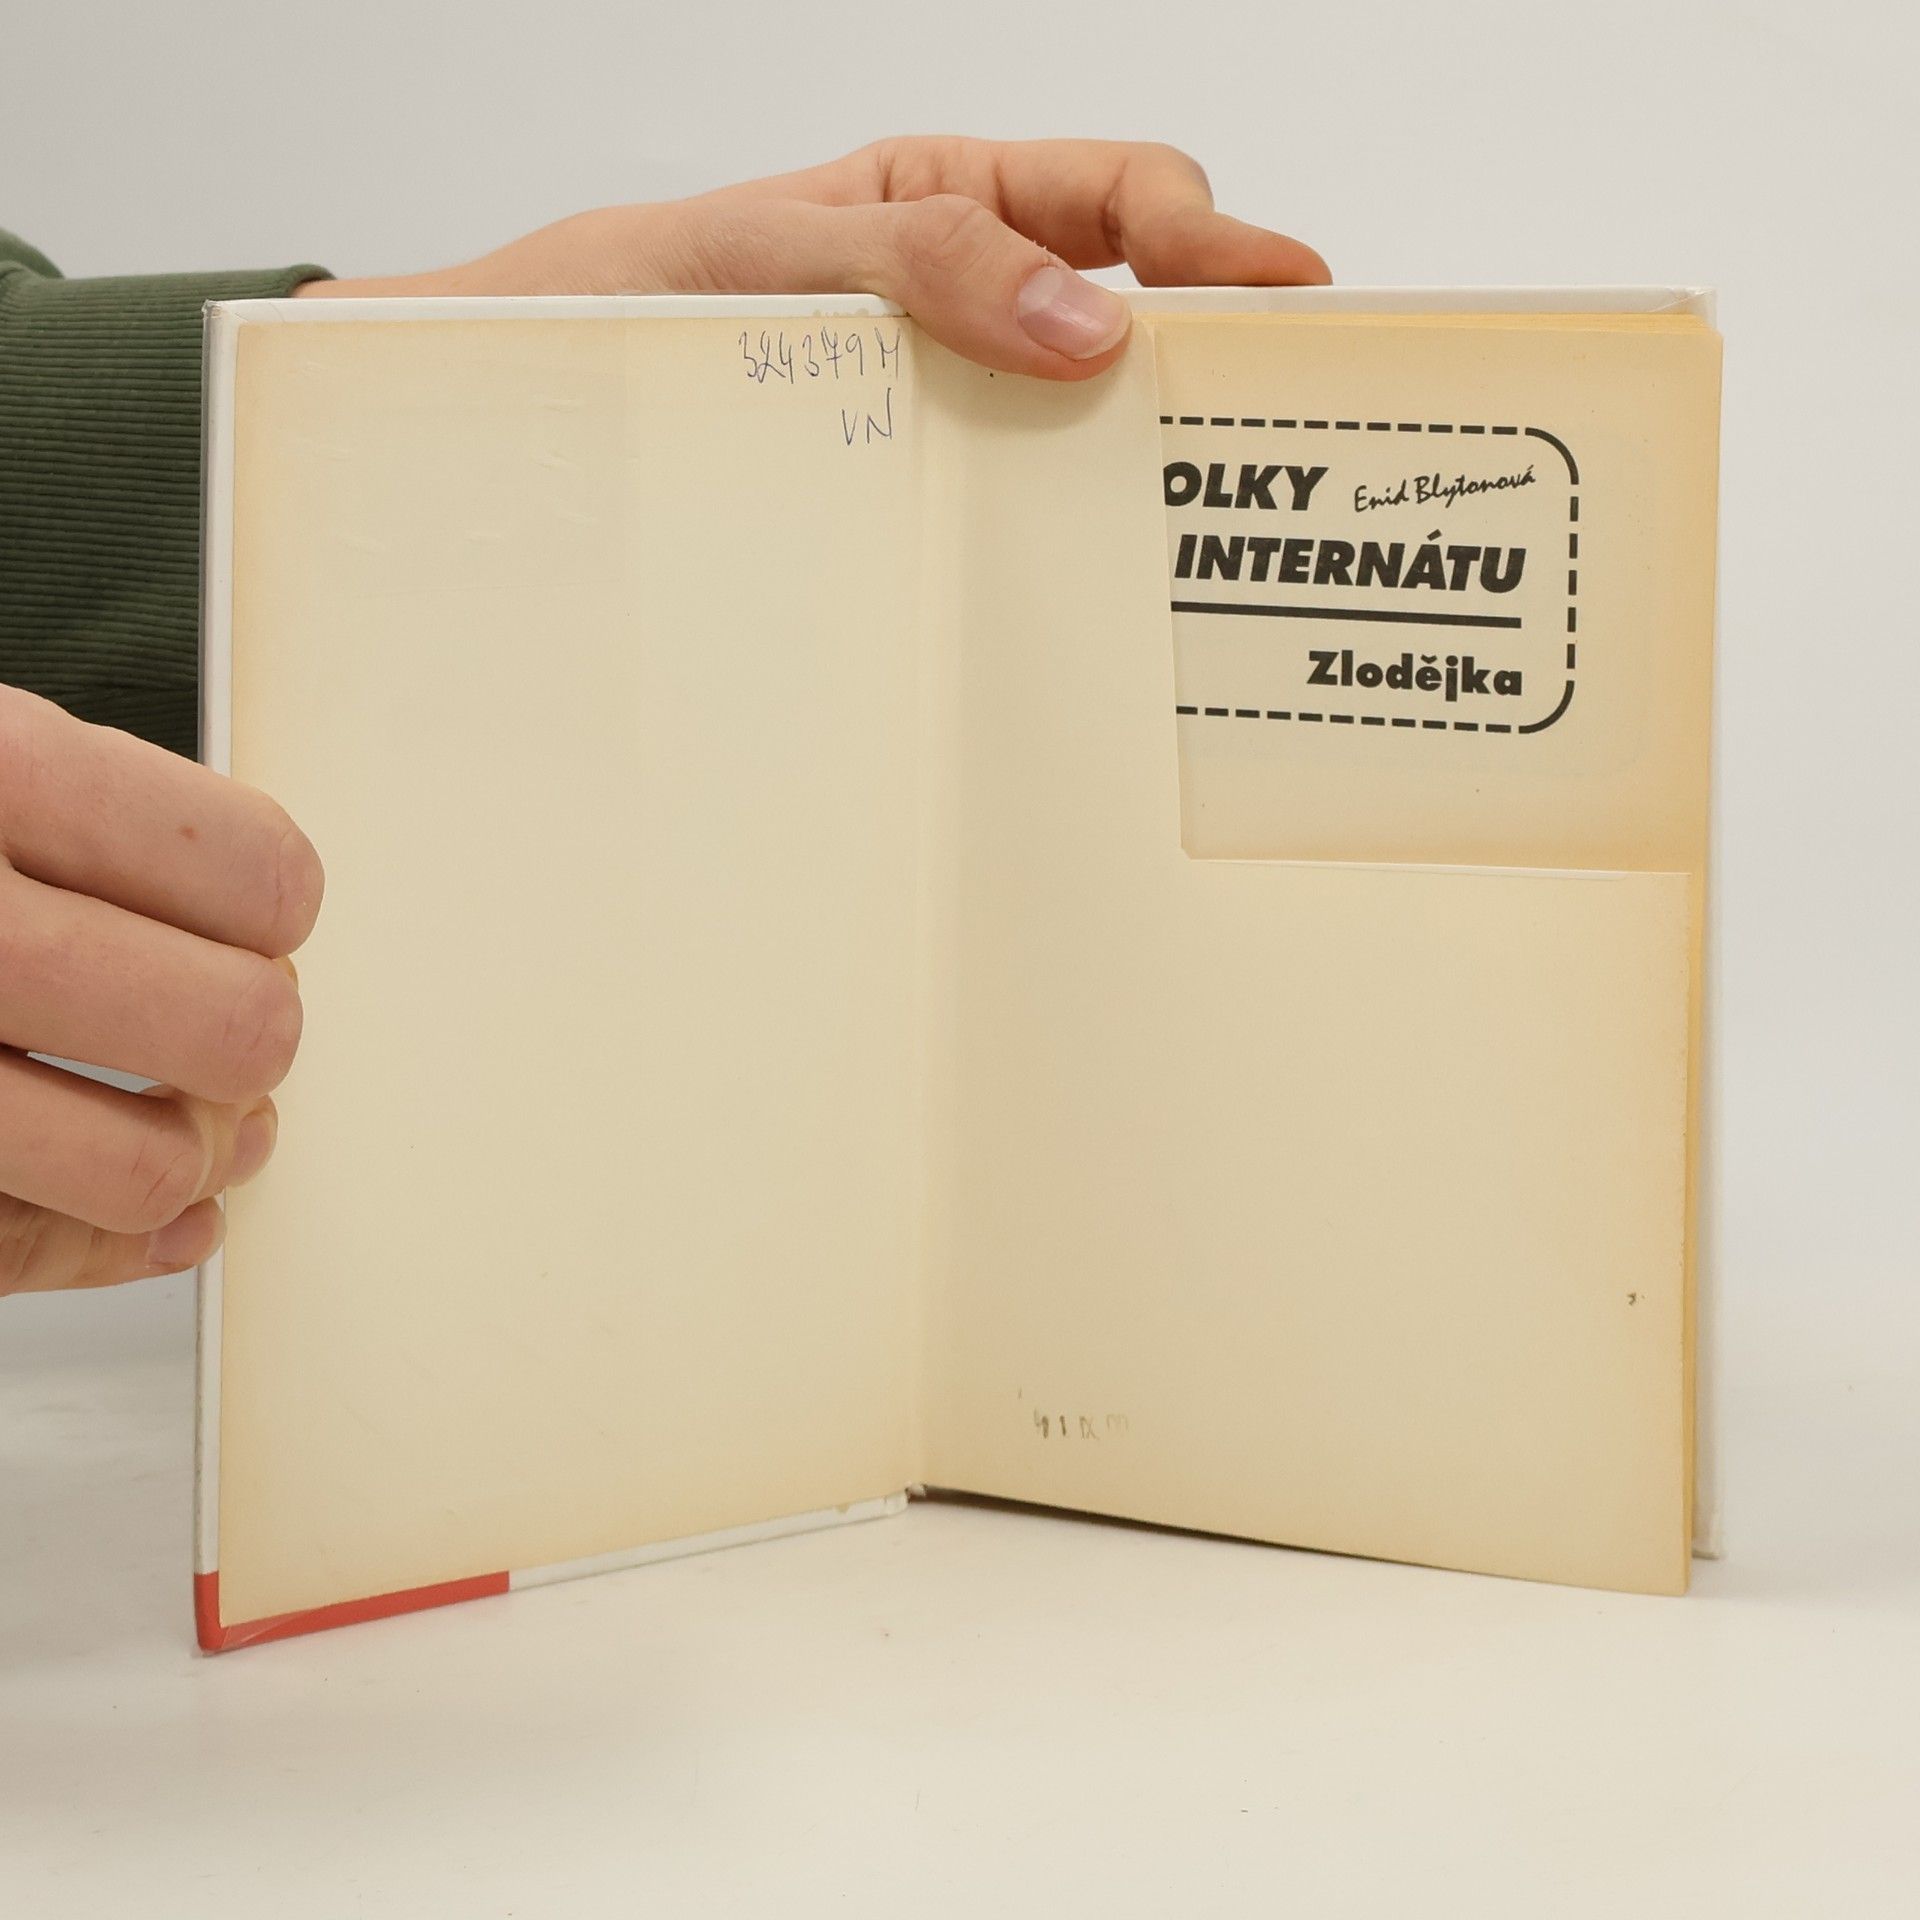 324379 M
VN
OLKY Enid Blytonová
INTERNÁTU
Zlodějka